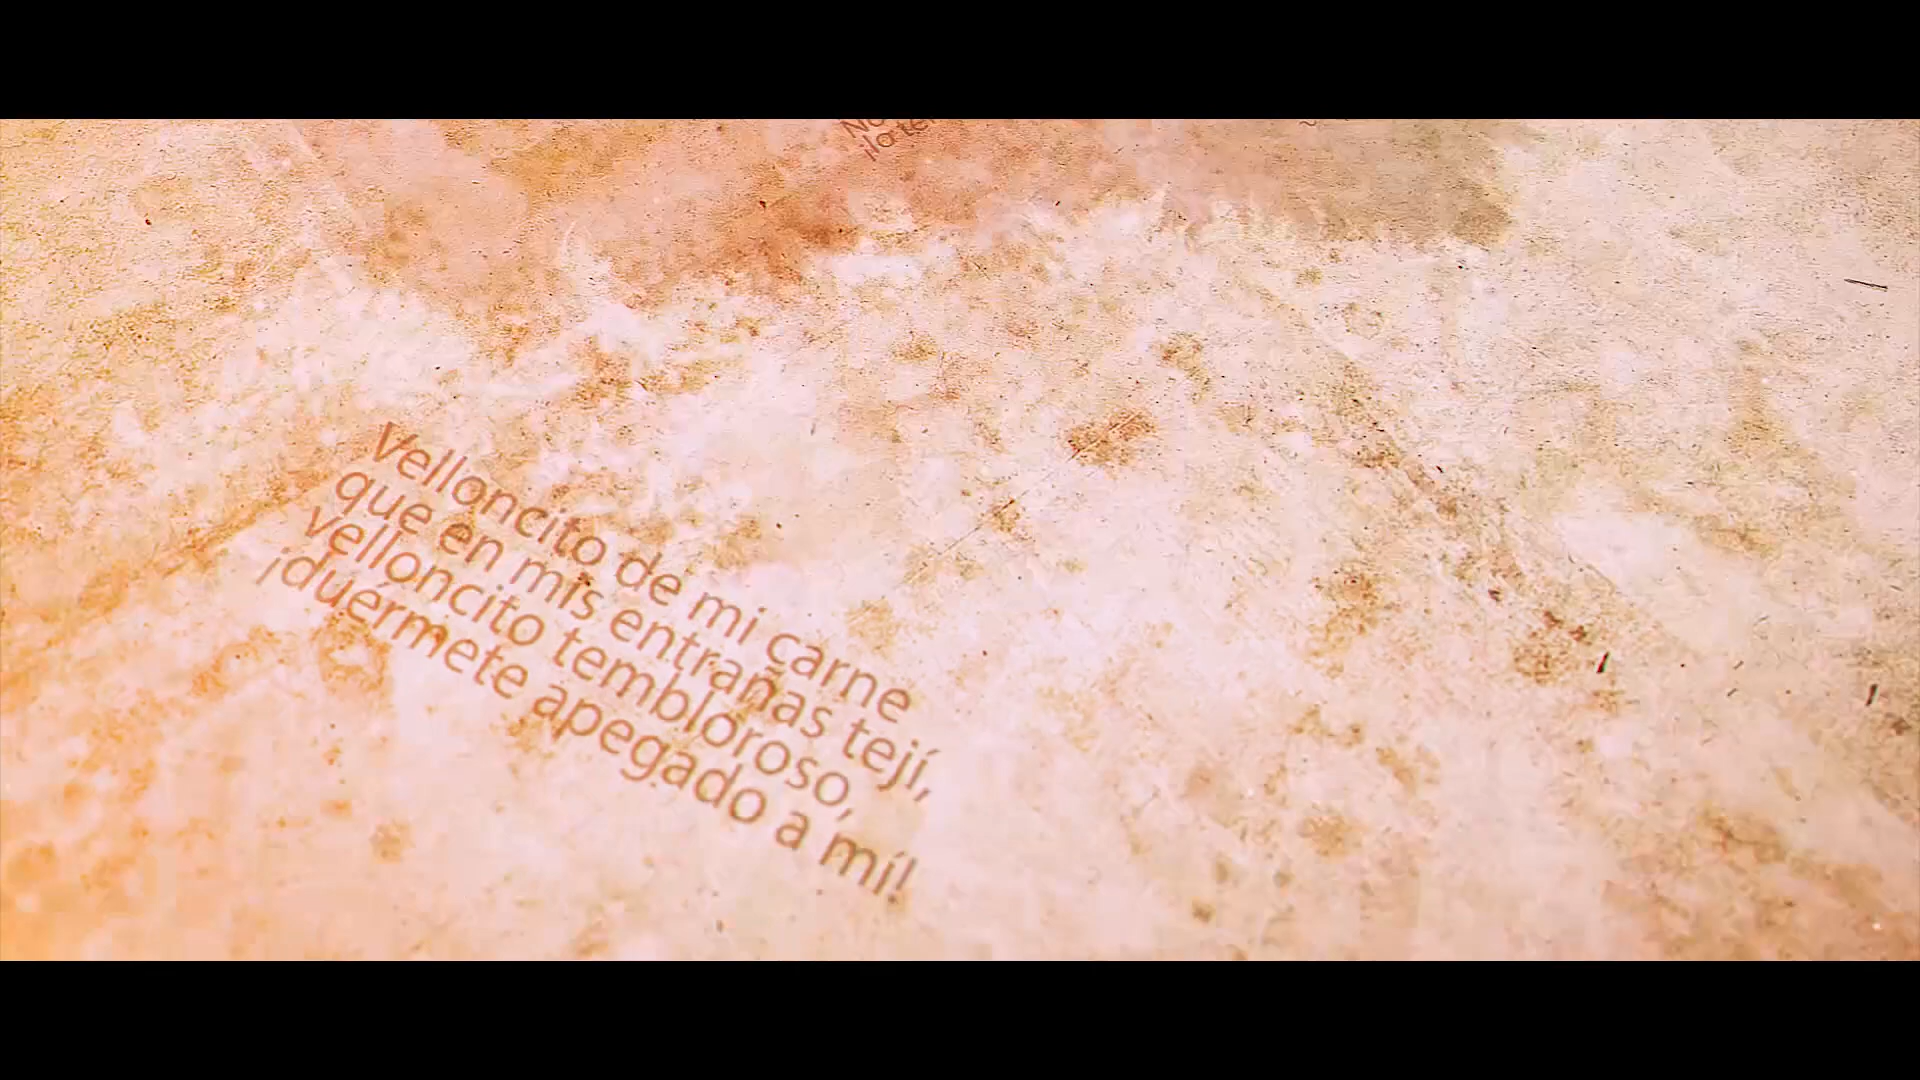 Velloncito de mi carne
que en mis entrañas tejí,
velloncito tembloroso,
¡duérmete apegado a mí!